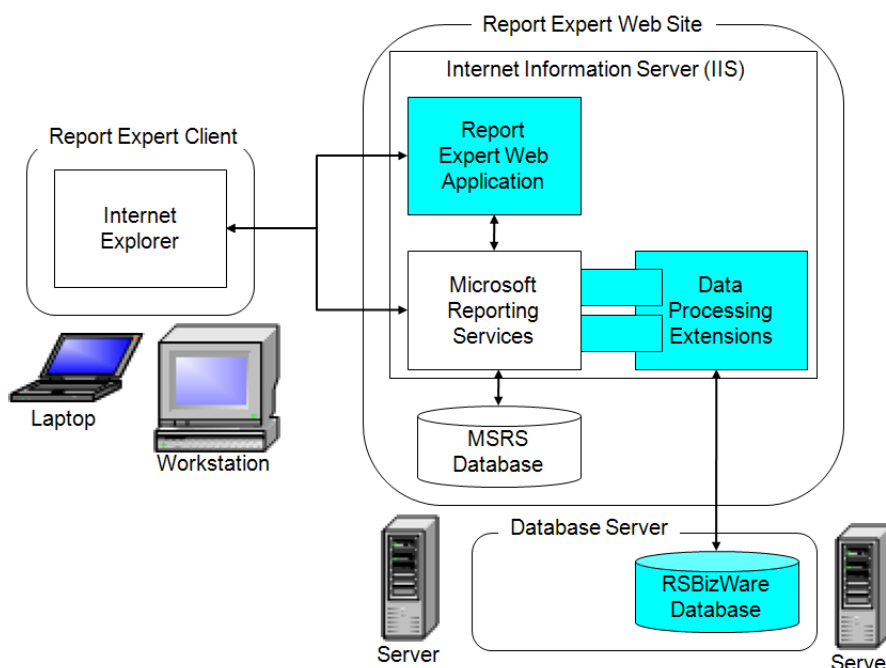 Report Expert Web Site
Internet Information Server (IIS)
Report
Expert Web
Application
Report Expert Client
Internet
Explorer
Microsoft
Reporting
Services
Data
Processing
Extensions
Laptop
Workstation
MSRS
Database
Database Server
RSBizWare
Database
Server
Server